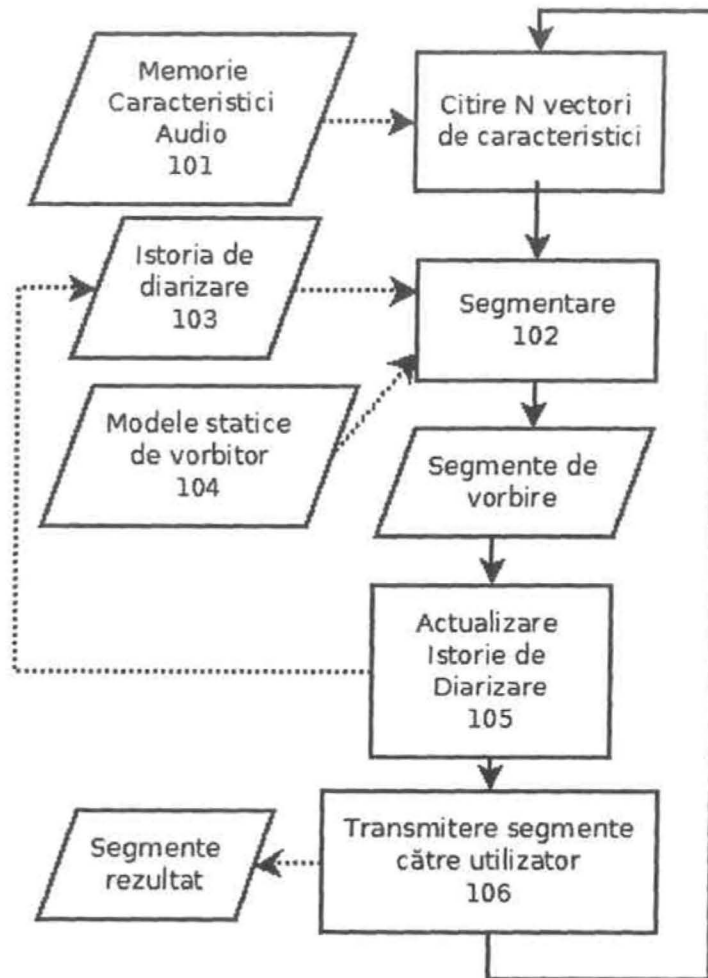 Memorie
Caracteristici
Audio
101
Citire N vectori
de caracteristici
Istoria de
diarizare
103
Segmentare
102
Modele statice
de vorbitor
104
Segmente de
vorbire
Actualizare
Istorie de
Diarizare
105
Transmitere segmente
către utilizator
106
Segmente
rezultat